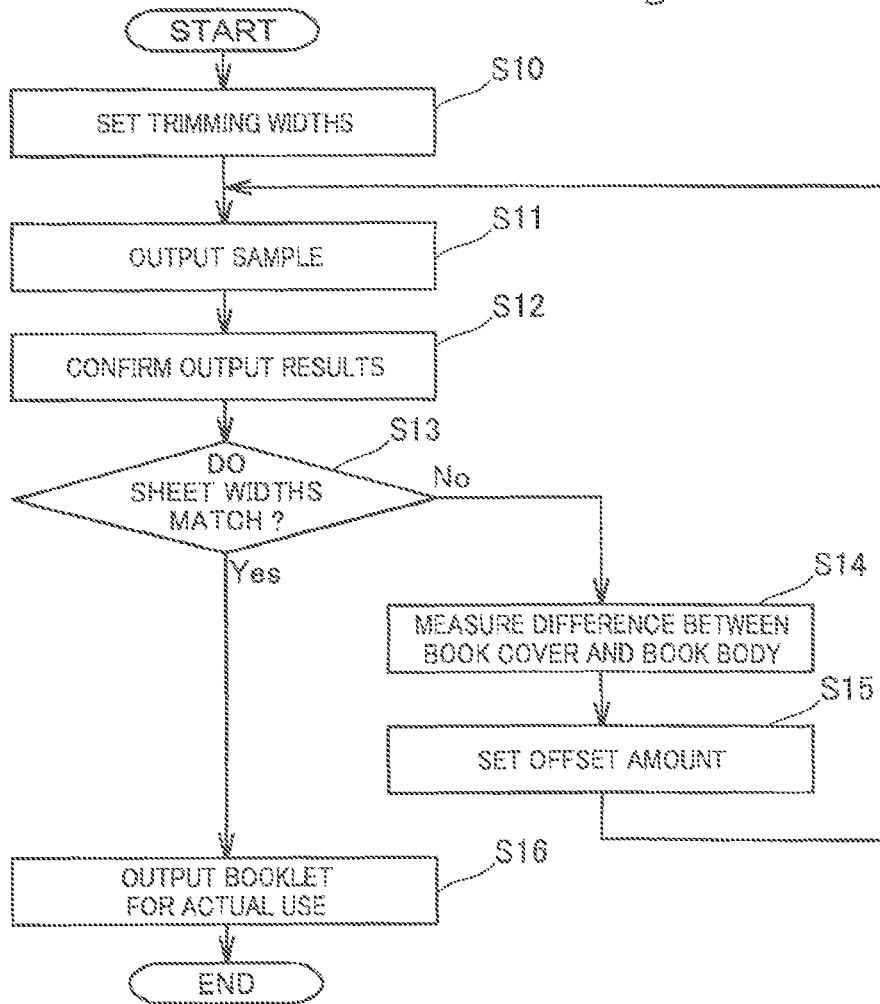 START
S10
SET TRIMMING WIDTHS
S11
OUTPUT SAMPLE
S12
CONFIRM OUTPUT RESULTS
S13
DO
SHEET WIDTHS
MATCH ?
No
Yes
S14
MEASURE DIFFERENCE BETWEEN
BOOK COVER AND BOOK BODY
S15
SET OFFSET AMOUNT
S16
OUTPUT BOOKLET
FOR ACTUAL USE
END